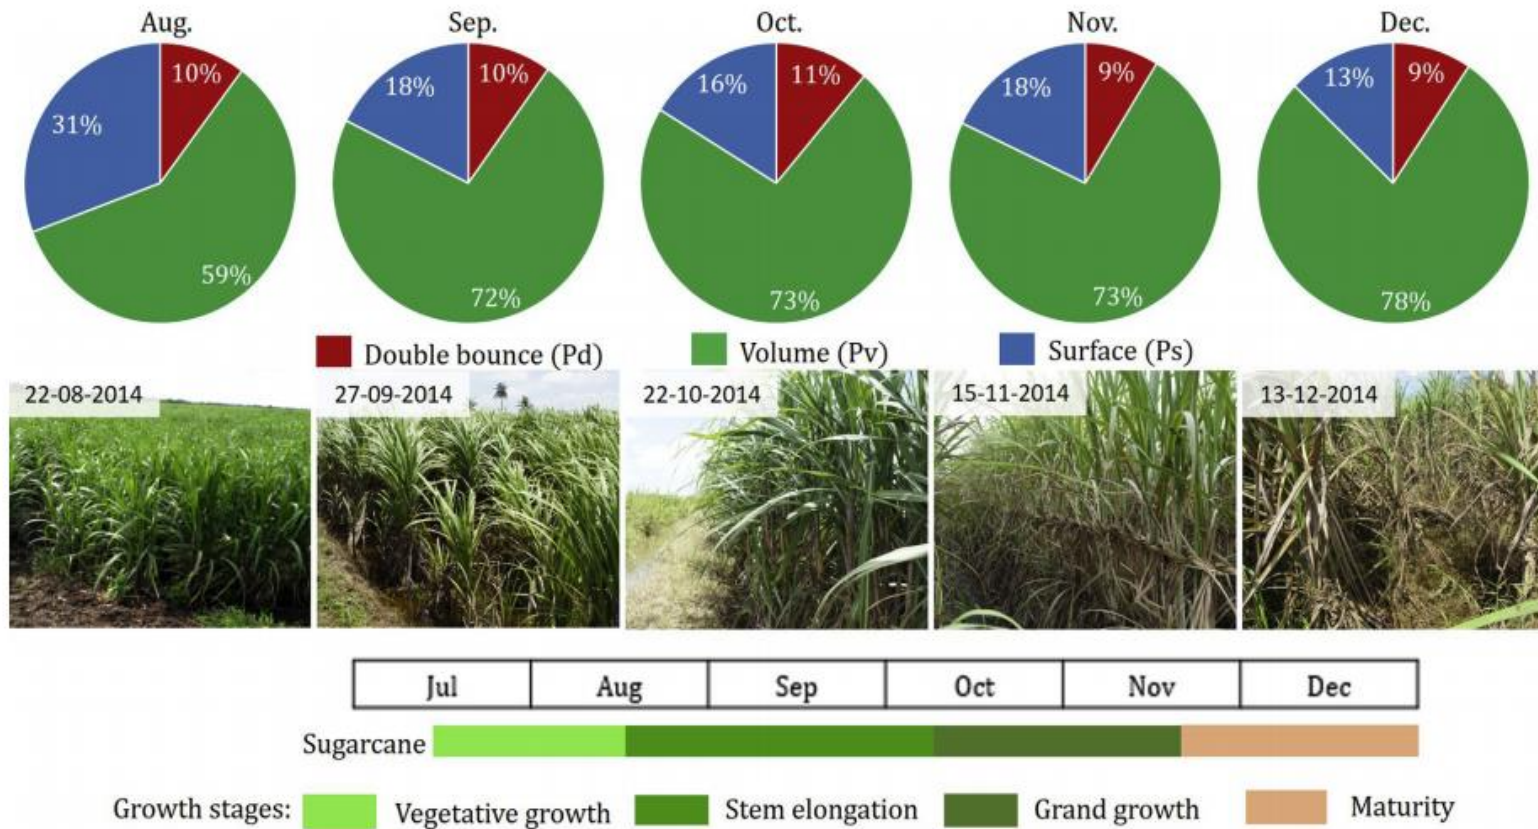 Aug. Sep. Oct. Nov. Dec.
10% 10% 11% 9% 9%
31% 18% 16% 18% 13%
59% 72% 73% 73% 78%
Double bounce (Pd) Volume (Pv) Surface (Ps)
22-08-2014 27-09-2014 22-10-2014 15-11-2014 13-12-2014
Jul Aug Sep Oct Nov Dec
Sugarcane
Growth stages: Vegetative growth Stem elongation Grand growth Maturity